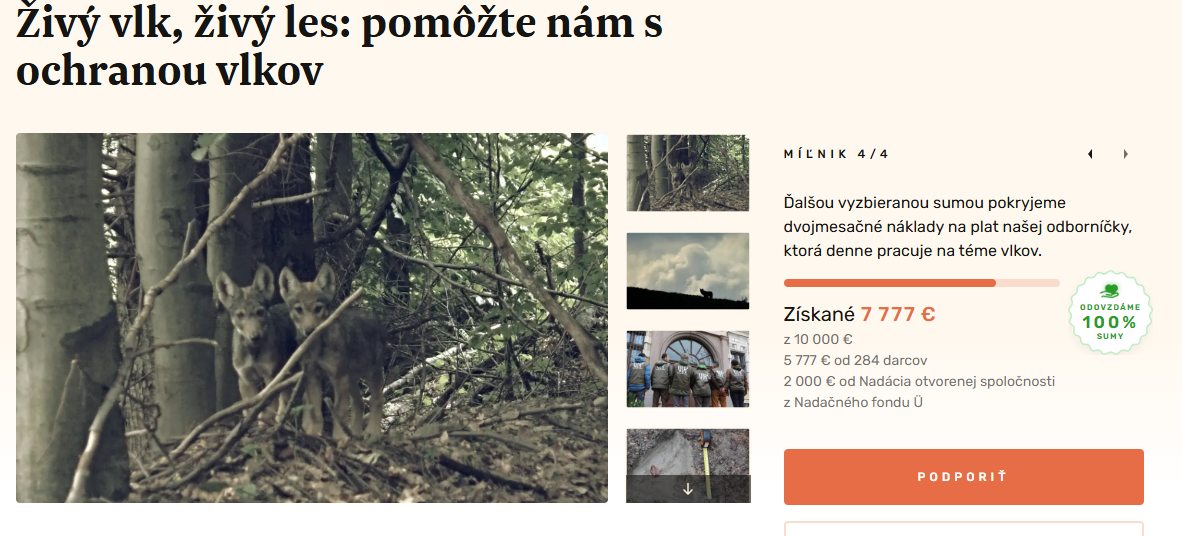 Živý vlk, živý les: pomôžte nám s
ochranou vlkov
MÍĽNIK 4/4
Ďalšou vyzbieranou sumou pokryjeme
dvojmesačné náklady na plat našej odborníčky,
ktorá denne pracuje na téme vlkov.
ODOVZDÁME
100%
SUMY
Získané 7 777 €
z 10 000 €
5 777 € od 284 darcov
2 000 € od Nadácia otvorenej spoločnosti
z Nadačného fondu Ü
PODPORIŤ